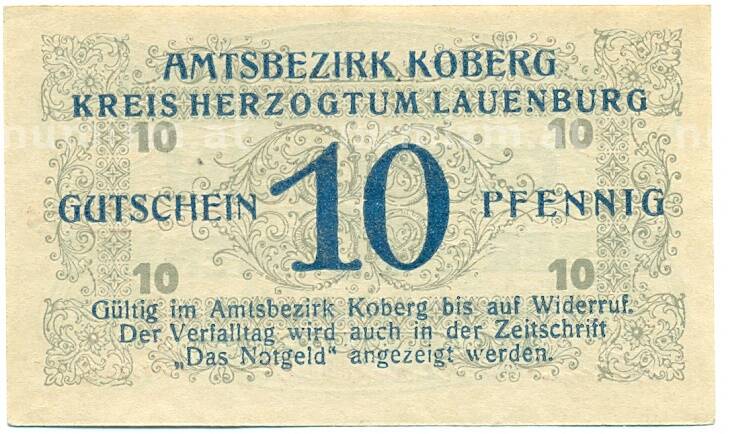 AMTSBEZIRK KOBERG
KREIS HERZOGTUM LAUENBURG
10 10
GUTSCHEIN 10 PFENNIG
10 10
Gültig im Amtsbezirk Koberg bis auf Widerruf.
Der Verfalltag wird auch in der Zeitschrift
„Das Notgeld“ angezeigt werden.